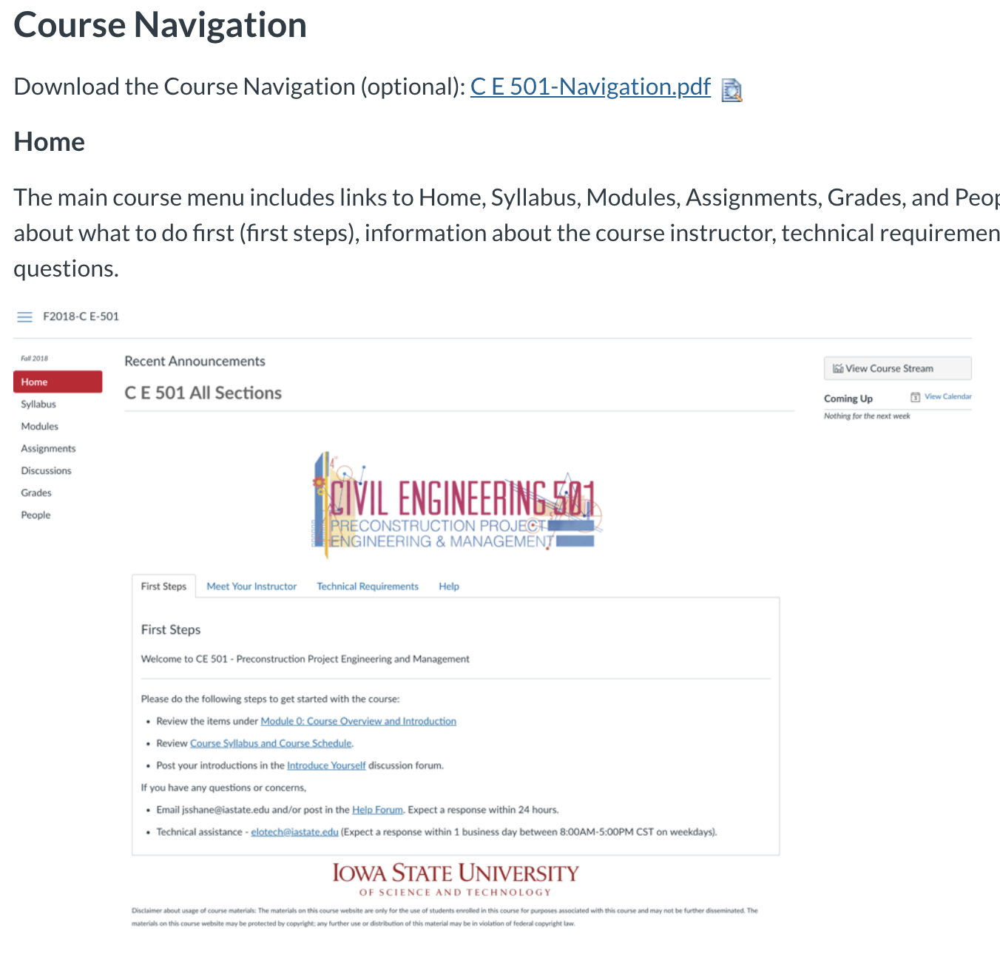 Course Navigation
Download the Course Navigation (optional): C E 501-Navigation.pdf
Home
The main course menu includes links to Home, Syllabus, Modules, Assignments, Grades, and Peop
about what to do first (first steps), information about the course instructor, technical requiremen
questions.
F2018-C E-501
Fall 2018
Home
Syllabus
Modules
Assignments
Discussions
Grades
People
Recent Announcements
C E 501 All Sections
CIVIL ENGINEERING 501
PRECONSTRUCTION PROJECT
ENGINEERING & MANAGEMENT
First Steps
Meet Your Instructor
Technical Requirements
Help
First Steps
Welcome to CE 501 - Preconstruction Project Engineering and Management
Please do the following steps to get started with the course:
• Review the items under Module 0: Course Overview and Introduction
• Review Course Syllabus and Course Schedule.
• Post your introductions in the Introduce Yourself discussion forum.
If you have any questions or concerns,
• Email jsshane@iastate.edu and/or post in the Help Forum. Expect a response within 24 hours.
• Technical assistance - elotech@iastate.edu (Expect a response within 1 business day between 8:00AM-5:00PM CST on weekdays).
IOWA STATE UNIVERSITY
OF SCIENCE AND TECHNOLOGY
Disclaimer about usage of course materials: The materials on this course website are only for the use of students enrolled in this course for purposes associated with this course and may not be further disseminated. The
materials on this course website may be protected by copyright; any further use or distribution of this material may be in violation of federal copyright law.
View Course Stream
Coming Up
View Calendar
Nothing for the next week